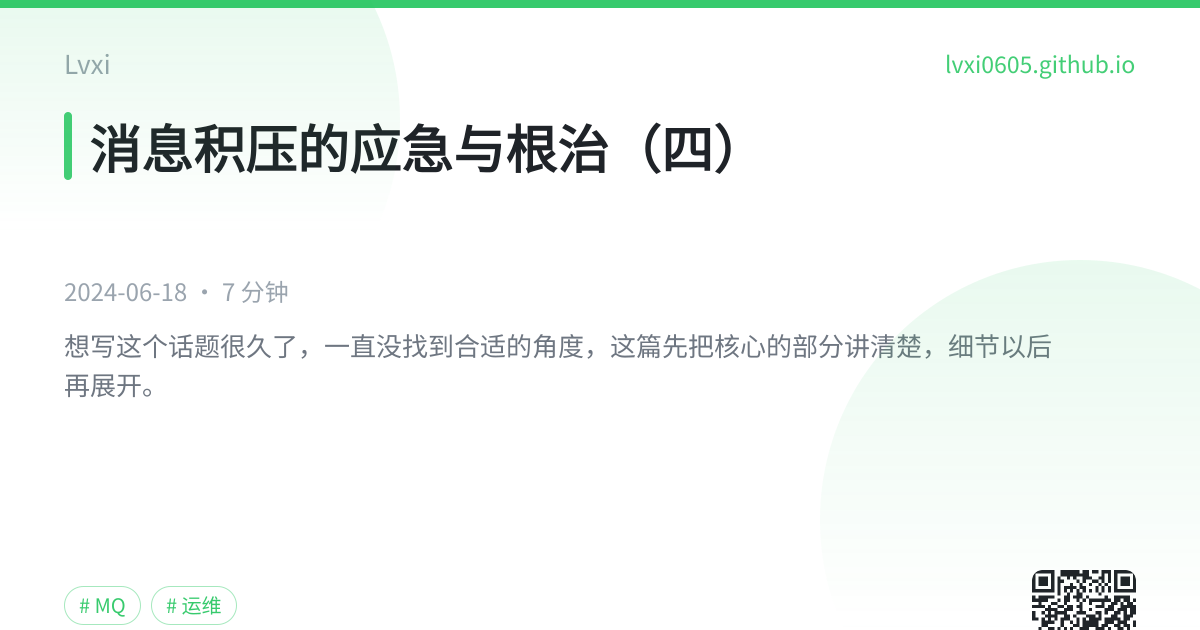 Lvxi
lvxi0605.github.io
消息积压的应急与根治（四）
2024-06-18 · 7 分钟
想写这个话题很久了，一直没找到合适的角度，这篇先把核心的部分讲清楚，细节以后
再展开。
# MQ
# 运维